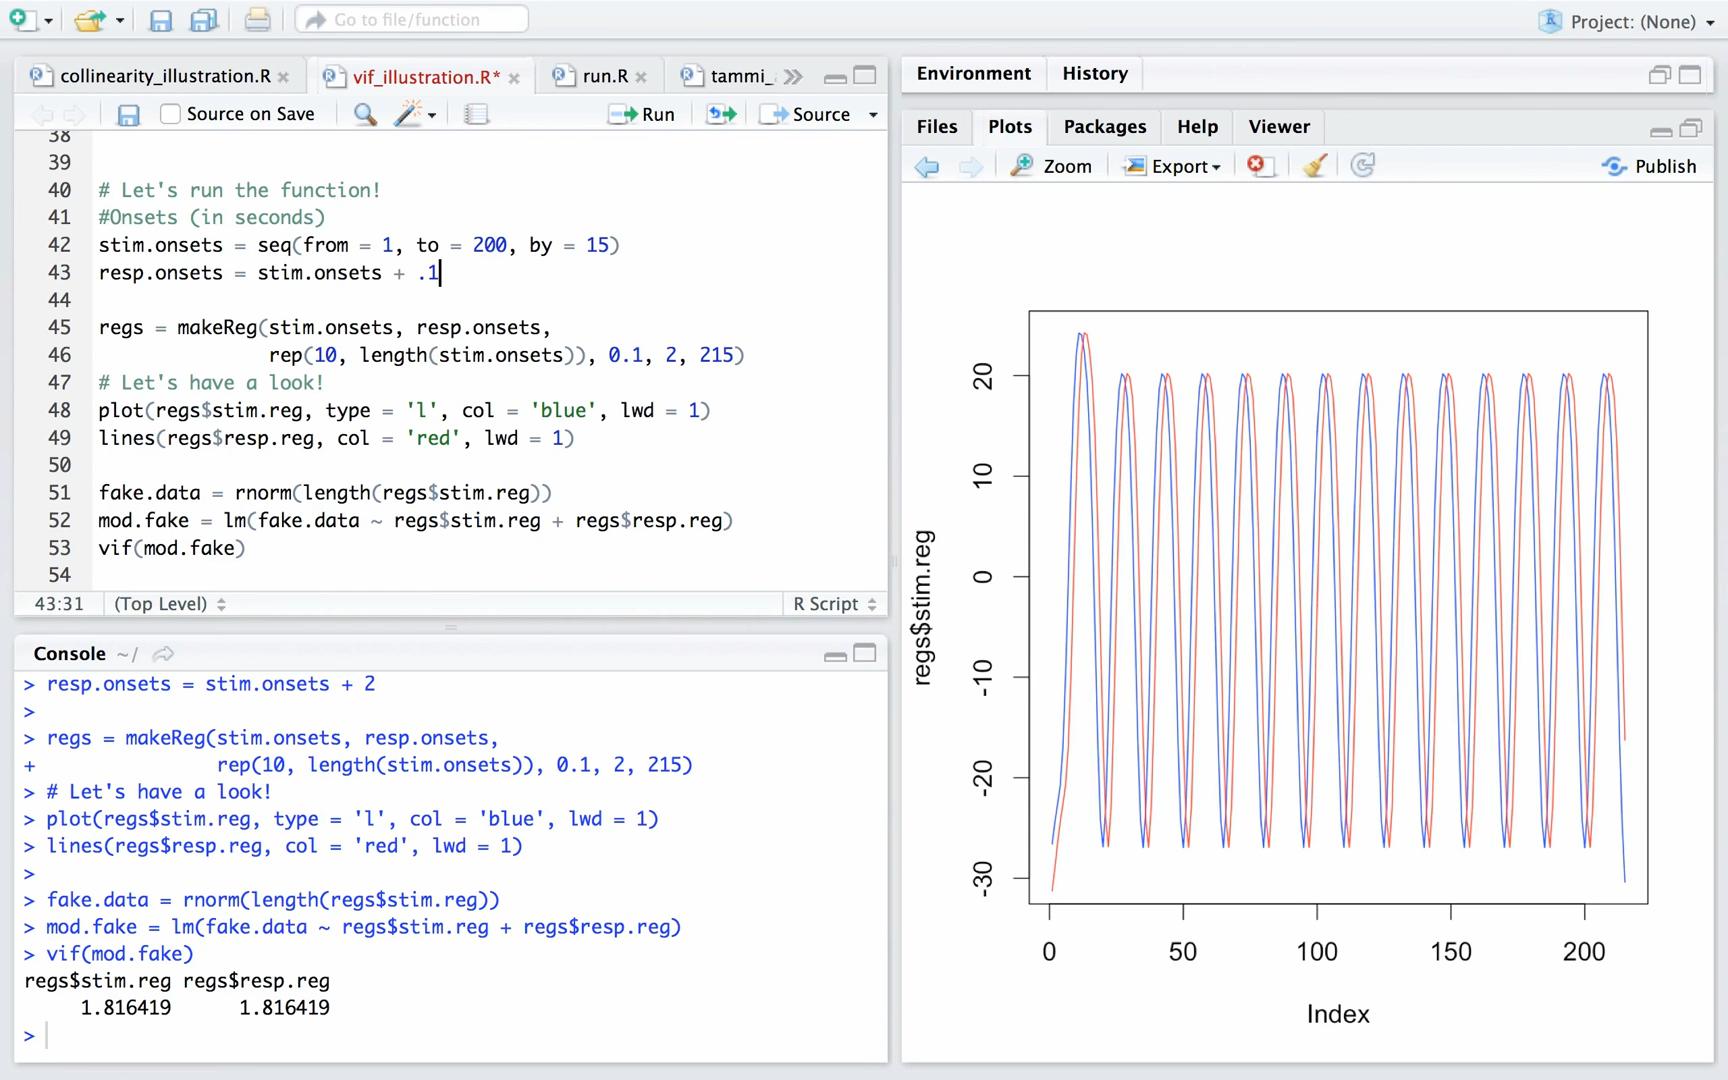 Go to file/function
Project: (None)
collinearity_illustration.R
vif_illustration.R*
run.R
tammi_
Source on Save
Run
Source
38
39
40 # Let's run the function!
41 #Onsets (in seconds)
42 stim.onsets = seq(from = 1, to = 200, by = 15)
43 resp.onsets = stim.onsets + .1
44
45 regs = makeReg(stim.onsets, resp.onsets,
46 rep(10, length(stim.onsets)), 0.1, 2, 215)
47 # Let's have a look!
48 plot(regs$stim.reg, type = 'l', col = 'blue', lwd = 1)
49 lines(regs$resp.reg, col = 'red', lwd = 1)
50
51 fake.data = rnorm(length(regs$stim.reg))
52 mod.fake = lm(fake.data ~ regs$stim.reg + regs$resp.reg)
53 vif(mod.fake)
54
43:31 (Top Level) R Script
Console ~/
> resp.onsets = stim.onsets + 2
>
> regs = makeReg(stim.onsets, resp.onsets,
+ rep(10, length(stim.onsets)), 0.1, 2, 215)
> # Let's have a look!
> plot(regs$stim.reg, type = 'l', col = 'blue', lwd = 1)
> lines(regs$resp.reg, col = 'red', lwd = 1)
>
> fake.data = rnorm(length(regs$stim.reg))
> mod.fake = lm(fake.data ~ regs$stim.reg + regs$resp.reg)
> vif(mod.fake)
regs$stim.reg regs$resp.reg
1.816419 1.816419
>
Environment History
Files Plots Packages Help Viewer
Zoom Export Publish
regs$stim.reg
20
10
0
-10
-20
-30
0 50 100 150 200
Index